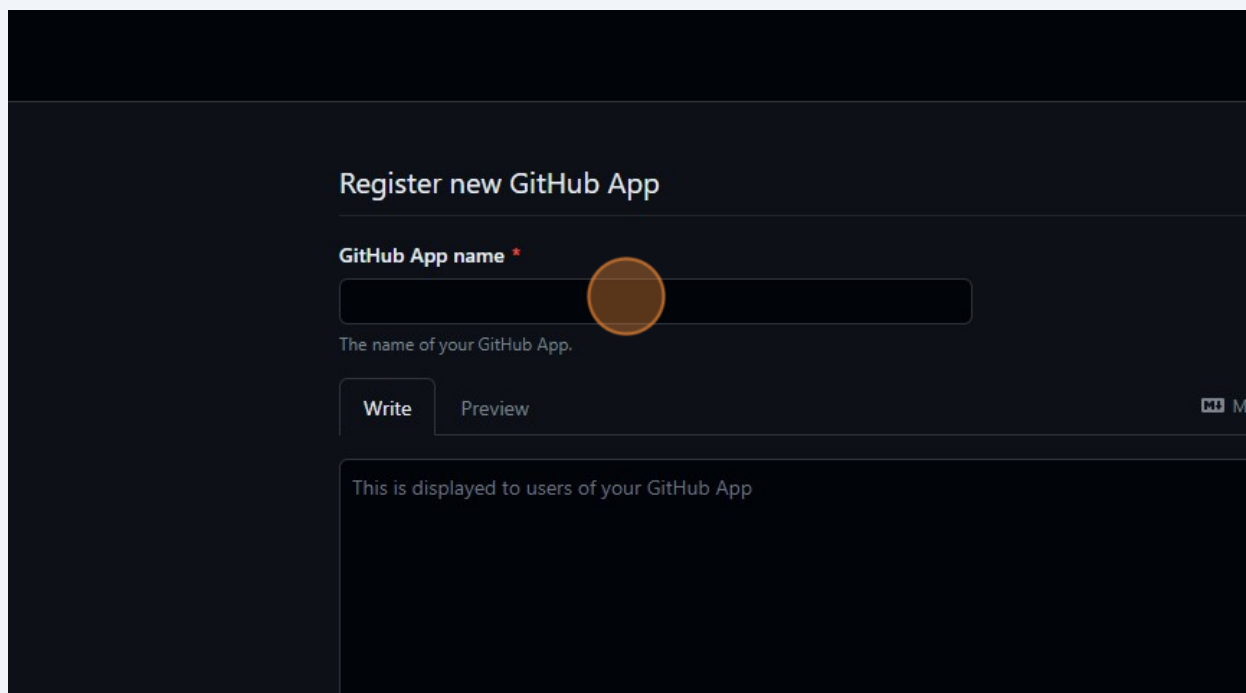 Register new GitHub App
GitHub App name *
The name of your GitHub App.
Write Preview M
This is displayed to users of your GitHub App